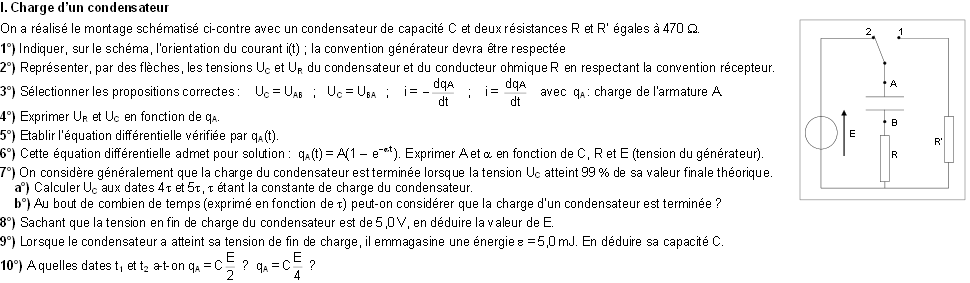 I. Charge d'un condensateur
On a réalisé le montage schématisé ci-contre avec un condensateur de capacité C et deux résistances R et R' égales à 470 Ω.
1°) Indiquer, sur le schéma, l'orientation du courant i(t) ; la convention générateur devra être respectée
2°) Représenter, par des flèches, les tensions UC et UR du condensateur et du conducteur ohmique R en respectant la convention récepteur.
3°) Sélectionner les propositions correctes : UC = UAB ; UC = UBA ; i = − dqA/dt ; i = dqA/dt avec qA : charge de l'armature A
4°) Exprimer UR et UC en fonction de qA.
5°) Etablir l'équation différentielle vérifiée par qA(t).
6°) Cette équation différentielle admet pour solution : qA(t) = A(1 − e−αt). Exprimer A et α en fonction de C, R et E (tension du générateur).
7°) On considère généralement que la charge du condensateur est terminée lorsque la tension UC atteint 99 % de sa valeur finale théorique.
a°) Calculer UC aux dates 4τ et 5τ, τ étant la constante de charge du condensateur.
b°) Au bout de combien de temps (exprimé en fonction de τ) peut-on considérer que la charge d'un condensateur est terminée ?
8°) Sachant que la tension en fin de charge du condensateur est de 5,0 V, en déduire la valeur de E.
9°) Lorsque le condensateur a atteint sa tension de fin de charge, il emmagasine une énergie ε = 5,0 mJ. En déduire sa capacité C.
10°) A quelles dates t1 et t2 a-t-on qA = C E/2 ? qA = C E/4 ?
2 1
A
B
E
R
R'